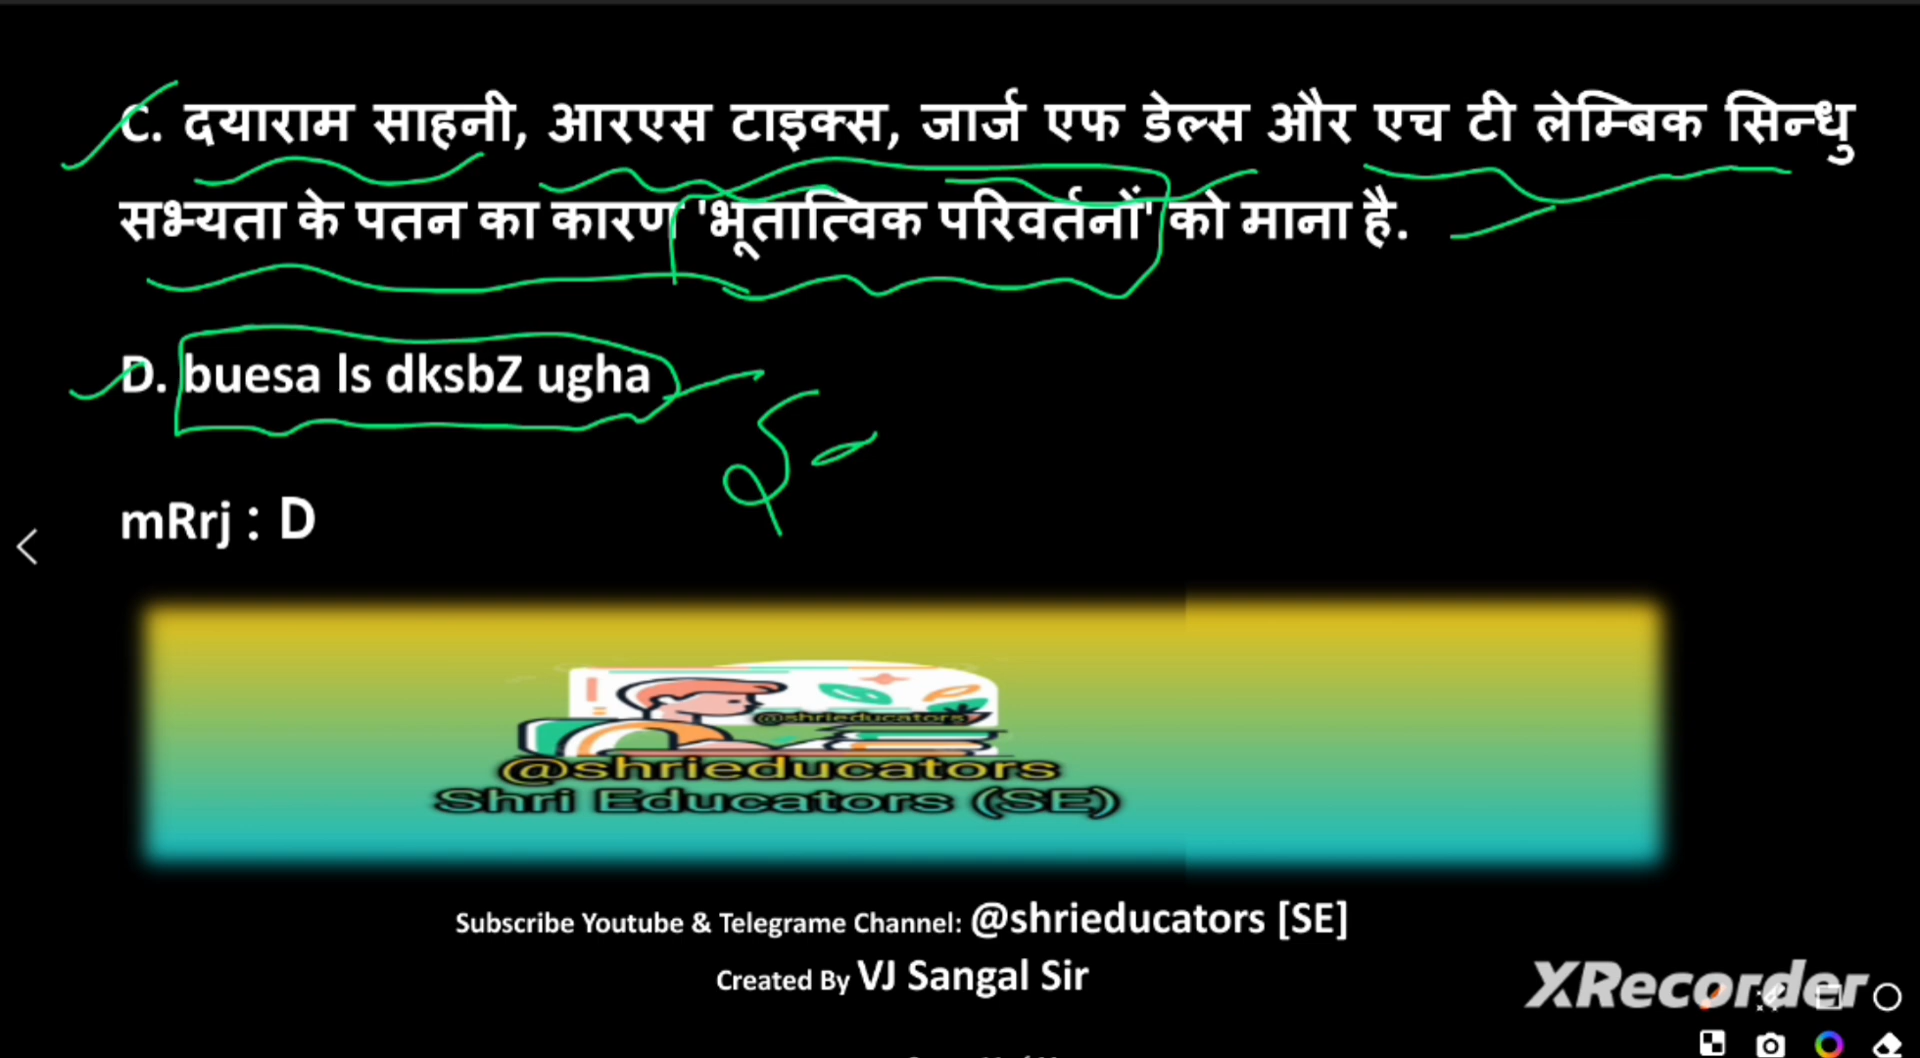 C. दयाराम साहनी, आरएस टाइक्स, जार्ज एफ डेल्स और एच टी लेम्बिक सिन्धु
सभ्यता के पतन का कारण 'भूतात्विक परिवर्तनों' को माना है.
D. buesa ls dksbZ ugha
mRrj : D
@shrieducators
@shrieducators
Shri Educators (SE)
Subscribe Youtube & Telegrame Channel: @shrieducators [SE]
Created By VJ Sangal Sir
XRecorder